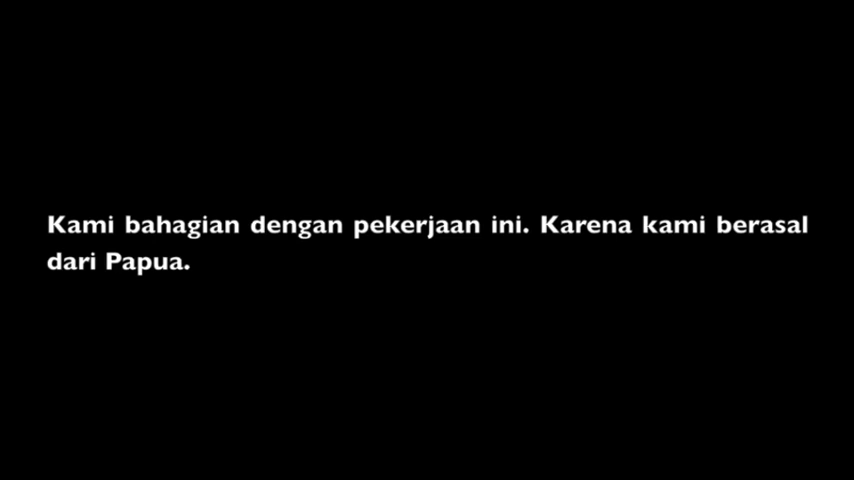 Kami bahagian dengan pekerjaan ini. Karena kami berasal
dari Papua.